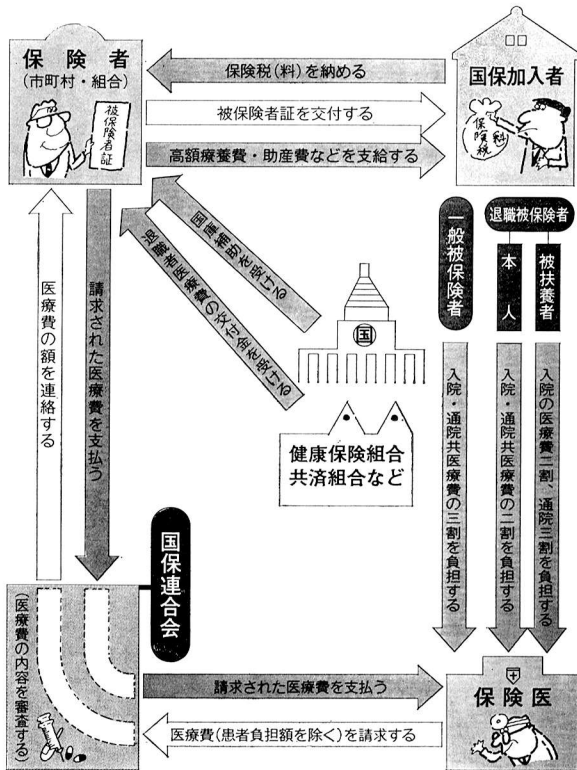 保険者
(市町村・組合)
被保険者証
保険税(料)を納める
被保険者証を交付する
高額療養費・助産費などを支給する
国保加入者
保険税
料
国庫補助を受ける
退職者医療費の交付金を受ける
国
健康保険組合
共済組合など
一般被保険者
退職被保険者
本人
被扶養者
入院・通院共医療費の三割を負担する
入院・通院共医療費の二割を負担する
入院の医療費二割、通院三割を負担する
医療費の額を連絡する
請求された医療費を支払う
国保連合会
(医療費の内容を審査する)
請求された医療費を支払う
医療費(患者負担額を除く)を請求する
保険医